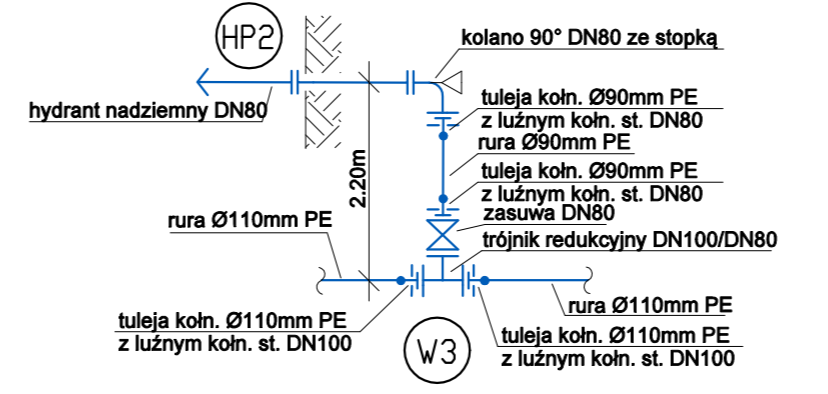 HP2
kolano 90° DN80 ze stopką
hydrant nadziemny DN80
tuleja kołn. Ø90mm PE
z luźnym kołn. st. DN80
rura Ø90mm PE
2.20m
tuleja kołn. Ø90mm PE
z luźnym kołn. st. DN80
zasuwa DN80
rura Ø110mm PE
trójnik redukcyjny DN100/DN80
rura Ø110mm PE
tuleja kołn. Ø110mm PE
z luźnym kołn. st. DN100
W3
tuleja kołn. Ø110mm PE
z luźnym kołn. st. DN100